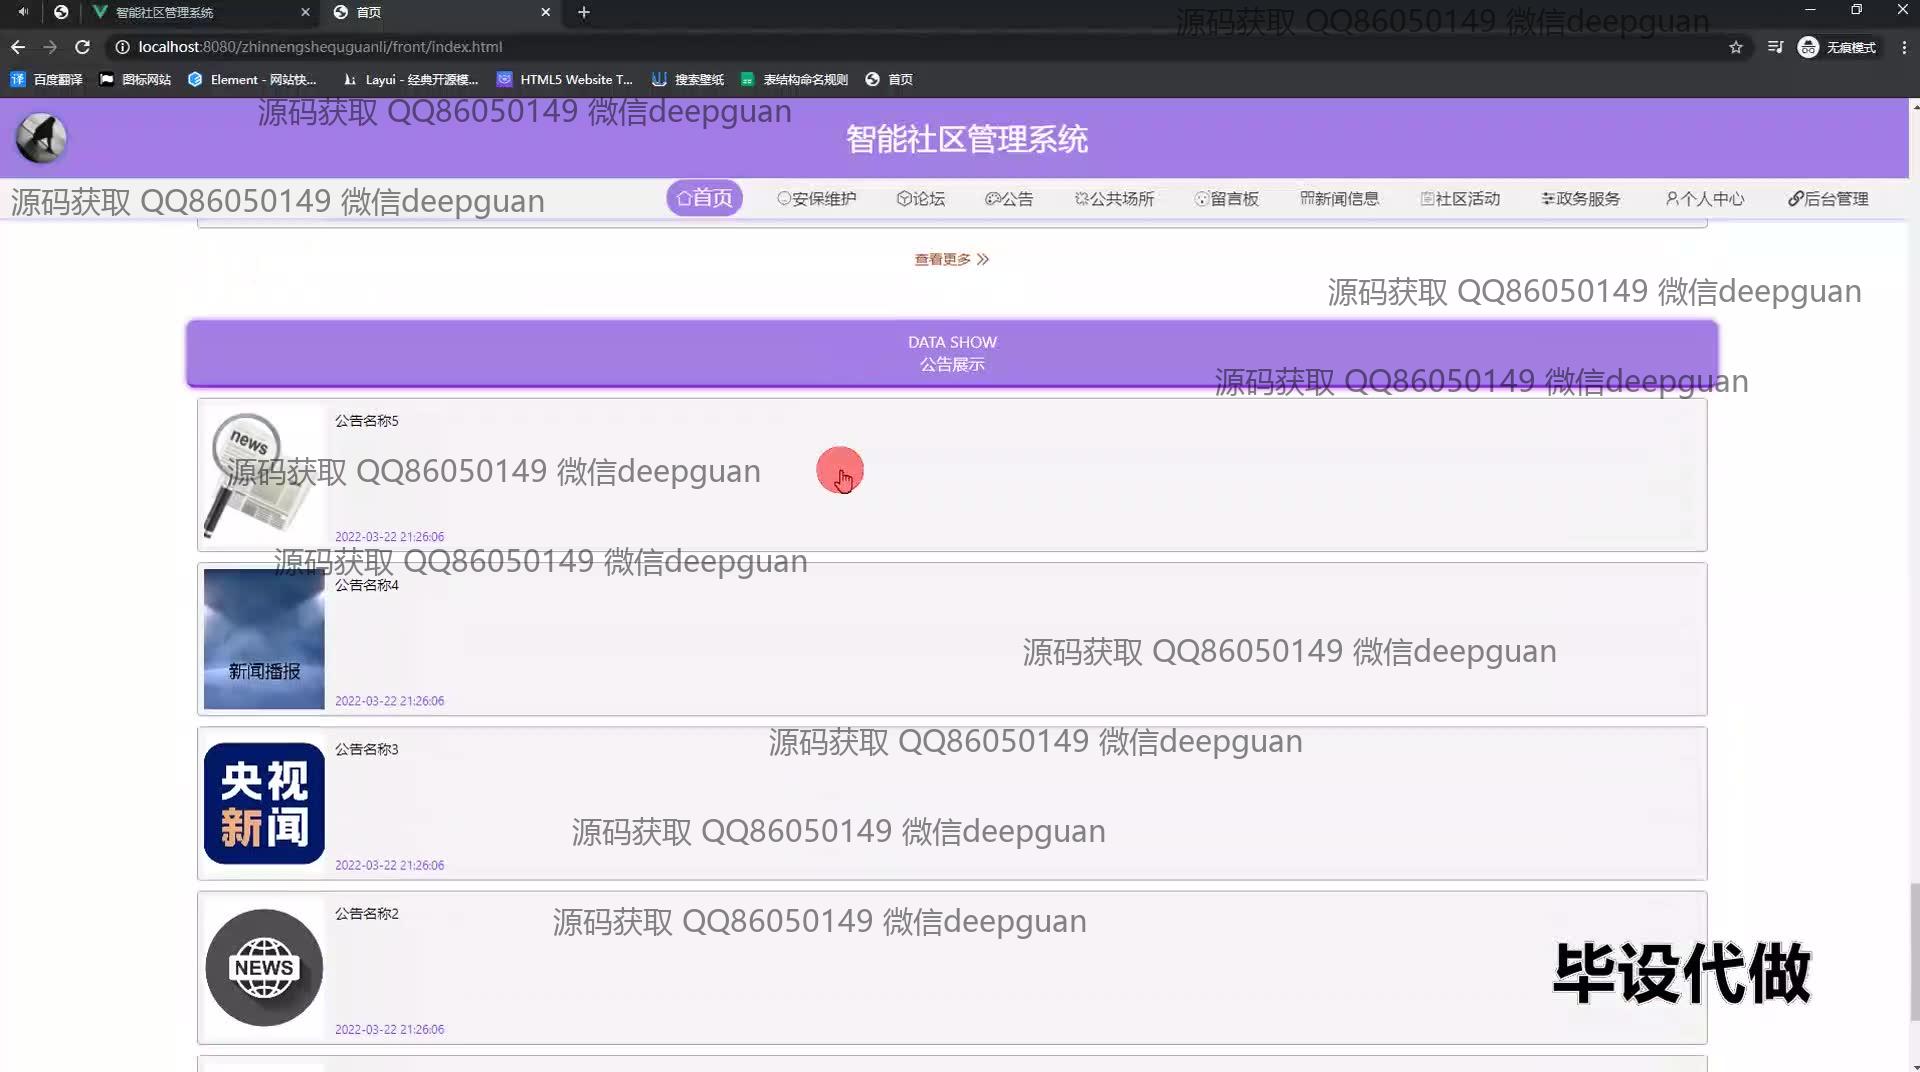 智能社区管理系统
首页
源码获取 QQ86050149 微信deepguan
localhost:8080/zhinnengshequguanli/front/index.html
无痕模式
百度翻译
图标网站
Element - 网站快...
Layui - 经典开源模...
HTML5 Website T...
搜索壁纸
表结构命名规则
首页
源码获取 QQ86050149 微信deepguan
智能社区管理系统
源码获取 QQ86050149 微信deepguan
首页
安保维护
论坛
公告
公共场所
留言板
新闻信息
社区活动
政务服务
个人中心
后台管理
查看更多
源码获取 QQ86050149 微信deepguan
DATA SHOW
公告展示
源码获取 QQ86050149 微信deepguan
公告名称5
news
源码获取 QQ86050149 微信deepguan
2022-03-22 21:26:06
源码获取 QQ86050149 微信deepguan
公告名称4
新闻播报
源码获取 QQ86050149 微信deepguan
2022-03-22 21:26:06
公告名称3
源码获取 QQ86050149 微信deepguan
央视
新闻
源码获取 QQ86050149 微信deepguan
2022-03-22 21:26:06
公告名称2
源码获取 QQ86050149 微信deepguan
NEWS
毕设代做
2022-03-22 21:26:06